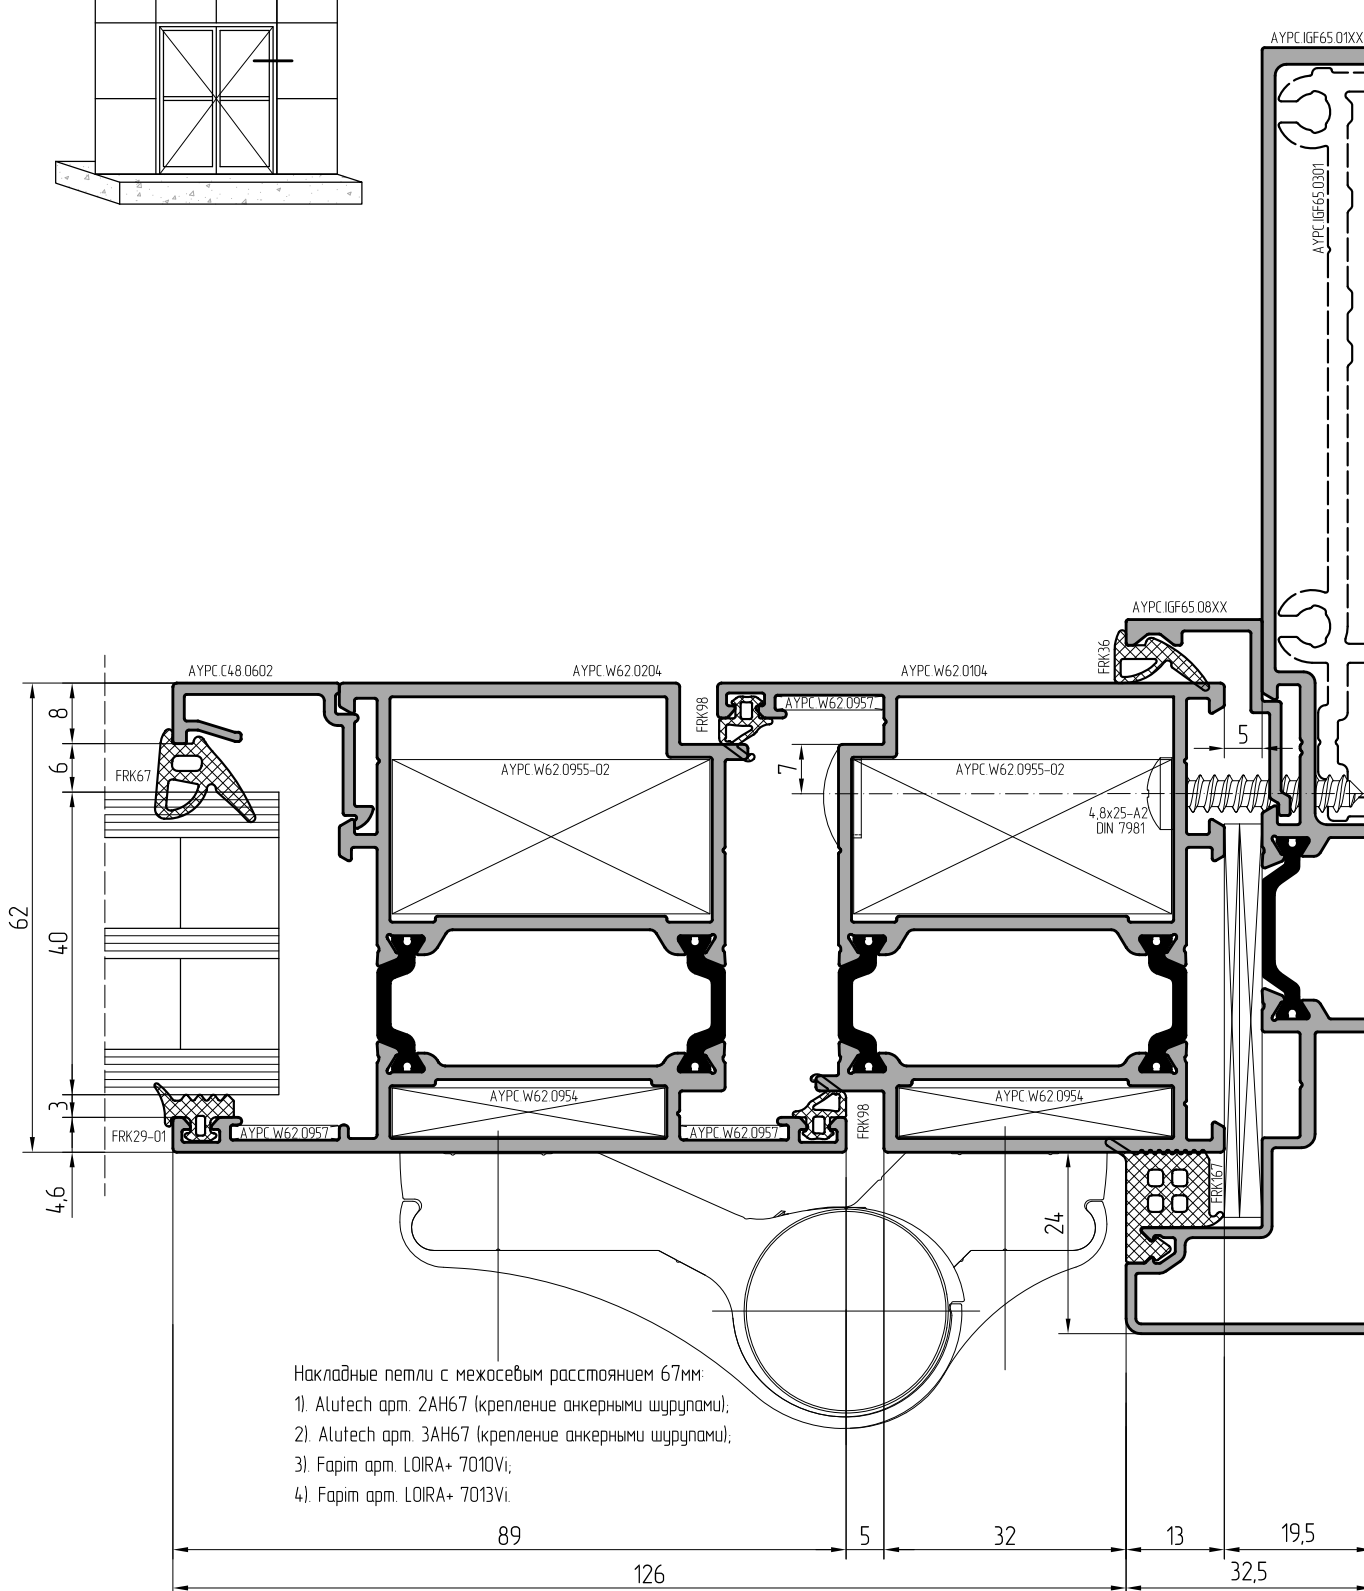 AYPC.IGF65.01XX
AYPC.IGF65.0301
AYPC.IGF65.08XX
AYPC.C48.0602
AYPC.W62.0204
AYPC.W62.0104
FRK36
FRK98
AYPC.W62.0957
8
6
FRK67
AYPC.W62.0955-02
7
AYPC.W62.0955-02
5
4,8x25-A2
DIN 7981
62
40
3
AYPC.W62.0954
AYPC.W62.0954
FRK29-01
AYPC.W62.0957
AYPC.W62.0957
FRK98
FRK167
4,6
24
Накладные петли с межосевым расстоянием 67мм:
1). Alutech арт. 2AH67 (крепление анкерными шурупами);
2). Alutech арт. 3AH67 (крепление анкерными шурупами);
3). Fapim арт. LOIRA+ 7010Vi;
4). Fapim арт. LOIRA+ 7013Vi.
89
5
32
13
19,5
126
32,5